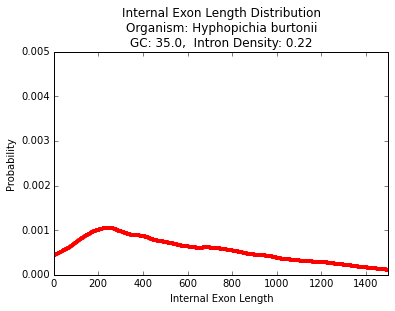 Internal Exon Length Distribution
Organism: Hyphopichia burtonii
GC: 35.0,  Intron Density: 0.22
0.005
0.004
0.003
0.002
0.001
0.000
Probability
0 200 400 600 800 1000 1200 1400
Internal Exon Length